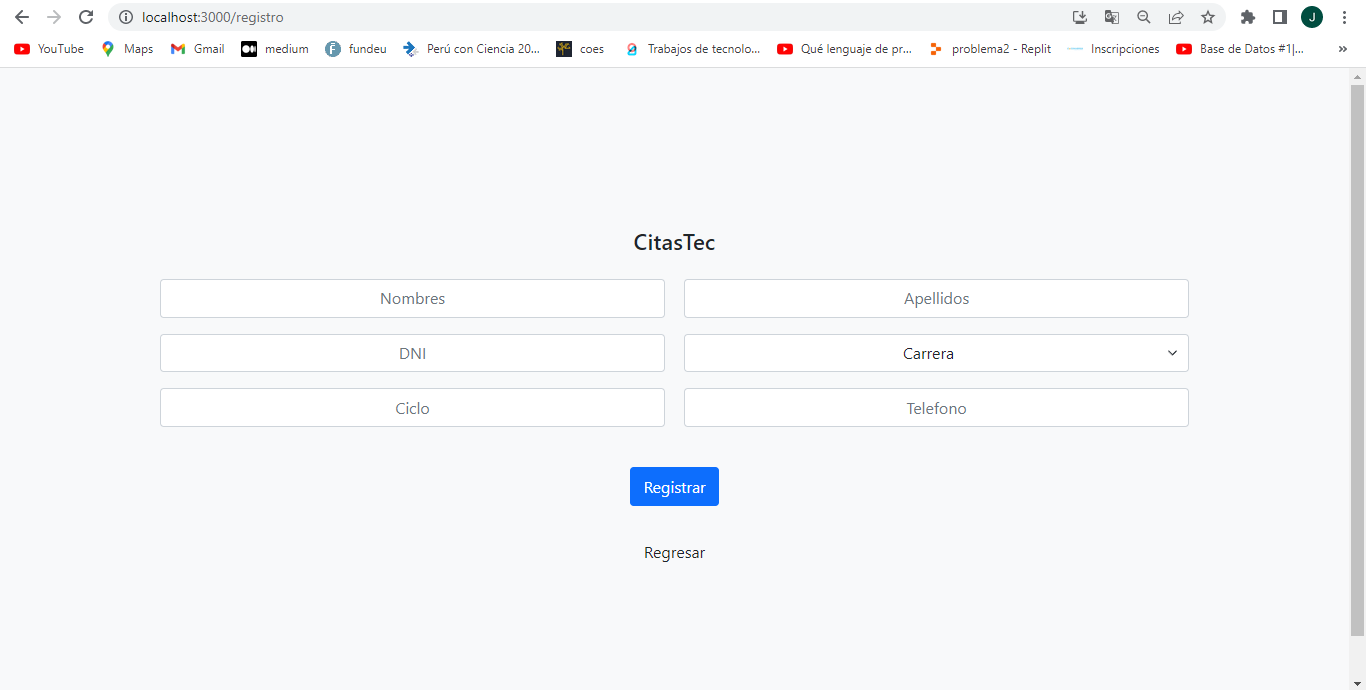 localhost:3000/registro
J
YouTube Maps Gmail medium fundeu Perú con Ciencia 20... coes Trabajos de tecnolo... Qué lenguaje de pr... problema2 - Replit Inscripciones Base de Datos #1|... »
CitasTec
Nombres Apellidos
DNI Carrera
Ciclo Telefono
Registrar
Regresar